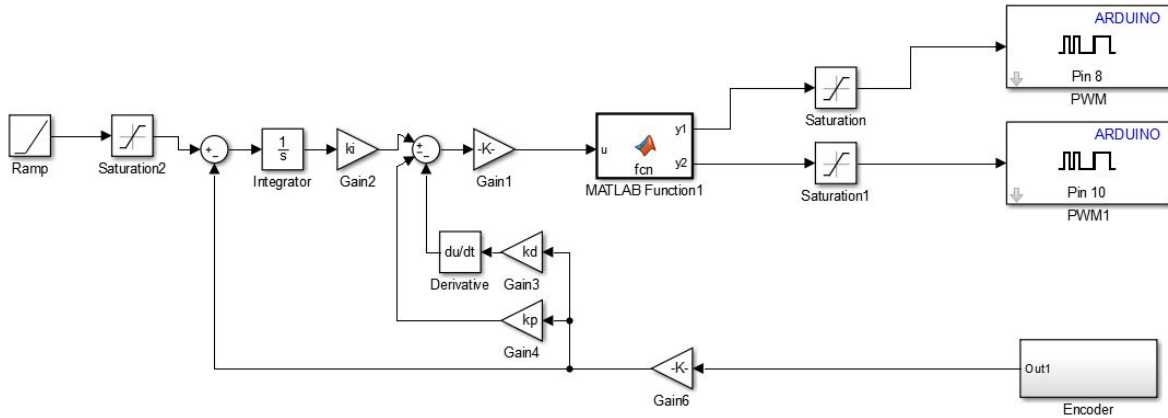 ARDUINO
Pin 8
PWM
Saturation
Ramp
Saturation2
1
s
Integrator
ki
Gain2
-K-
Gain1
u
y1
y2
fcn
MATLAB Function1
Saturation1
ARDUINO
Pin 10
PWM1
du/dt
Derivative
kd
Gain3
kp
Gain4
-K-
Gain6
Out1
Encoder